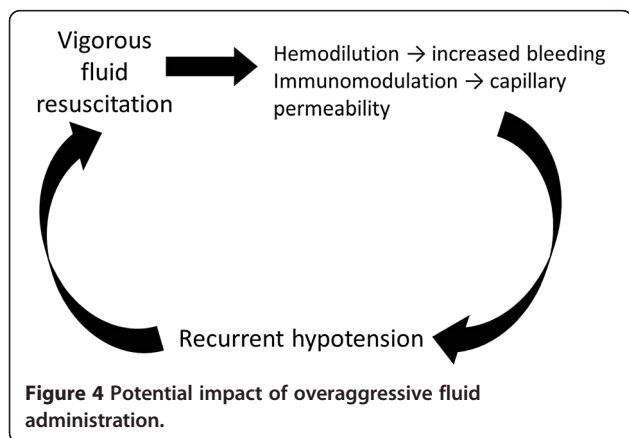 Vigorous
fluid
resuscitation
Hemodilution → increased bleeding
Immunomodulation → capillary
permeability
Recurrent hypotension
Figure 4 Potential impact of overaggressive fluid
administration.